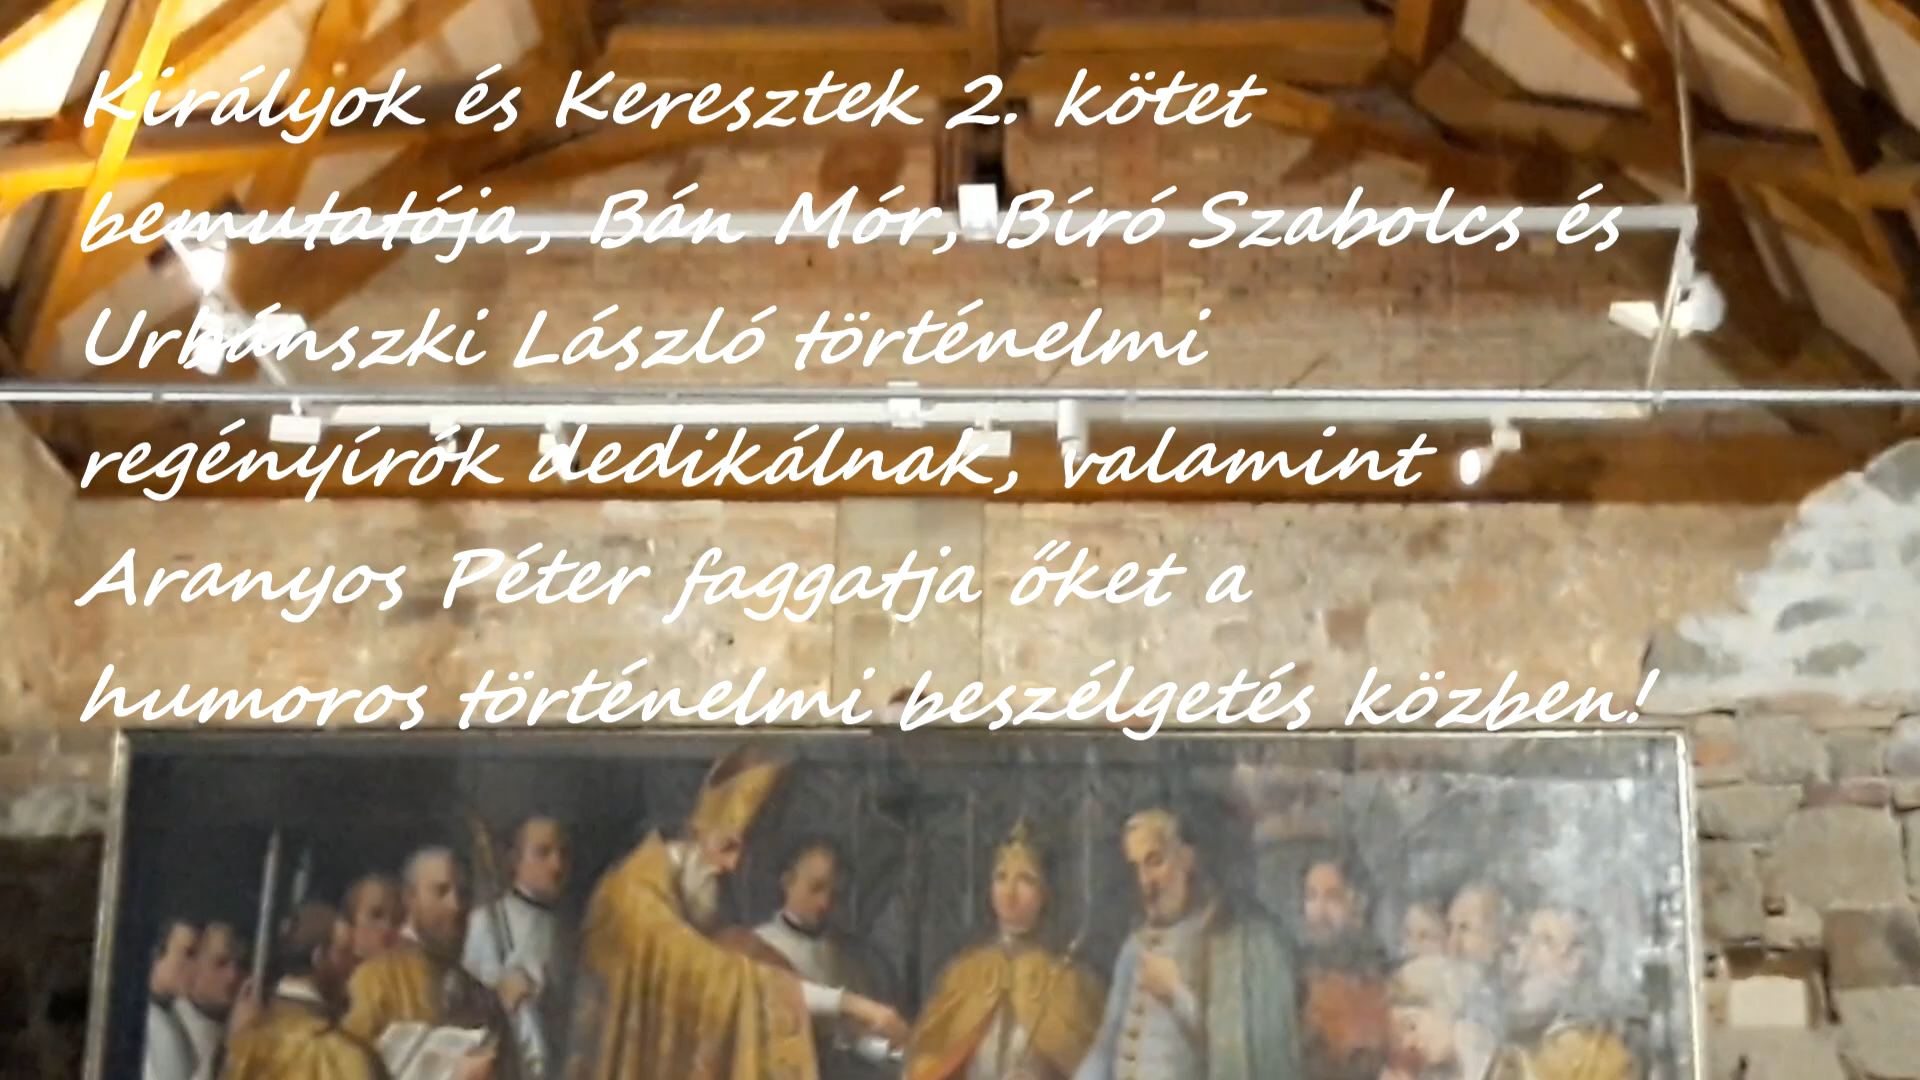 Királyok és Keresztek 2. kötet
bemutatója, Bán Mór, Bíró Szabolcs és
Urbánszki László történelmi
regényírók dedikálnak, valamint
Aranyos Péter faggatja őket a
humoros történelmi beszélgetés közben!